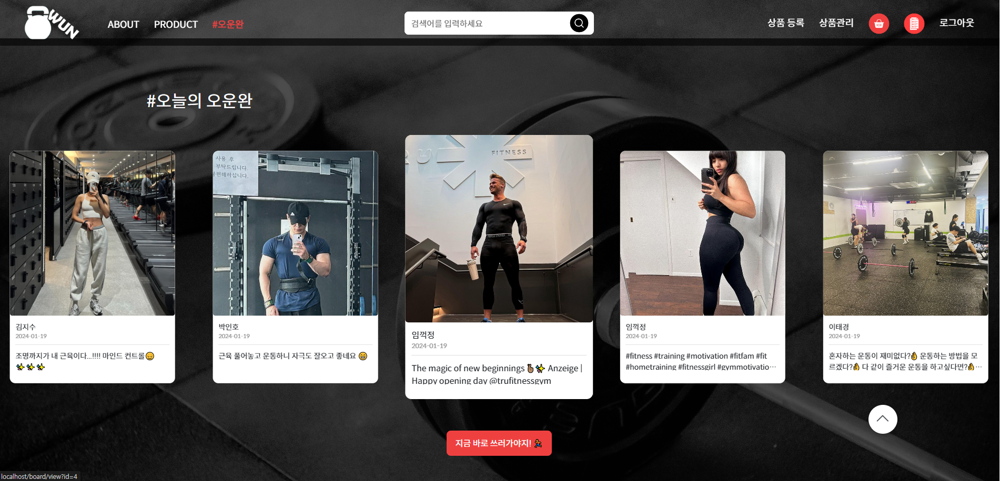 WUN
ABOUT
PRODUCT
#오운완
검색어를 입력하세요
상품 등록
상품관리
로그아웃
#오늘의 오운완
사용 후
부탁드립니다.
편해하십니다.
FITNESS
김지수
2024-01-19
조명까지가 내 근육이다...!!!! 마인드 컨트롤😌
✨✨✨
박인호
2024-01-19
근육 풀어놓고 운동하니 자극도 잘오고 좋네요 😁
임꺽정
2024-01-19
The magic of new beginnings ✌🏽✨ Anzeige |
Happy opening day @trufitnessgym
임꺽정
2024-01-19
#fitness #training #motivation #fitfam #fit
#hometraining #fitnessgirl #gymmotivatio…
이태경
2024-01-19
혼자하는 운동이 재미없다?👌 운동하는 방법을 모
르겠다?👌 다 같이 즐거운 운동을 하고싶다면?👌…
지금 바로 쓰러가야지! 🏃
localhost/board/view?id=4